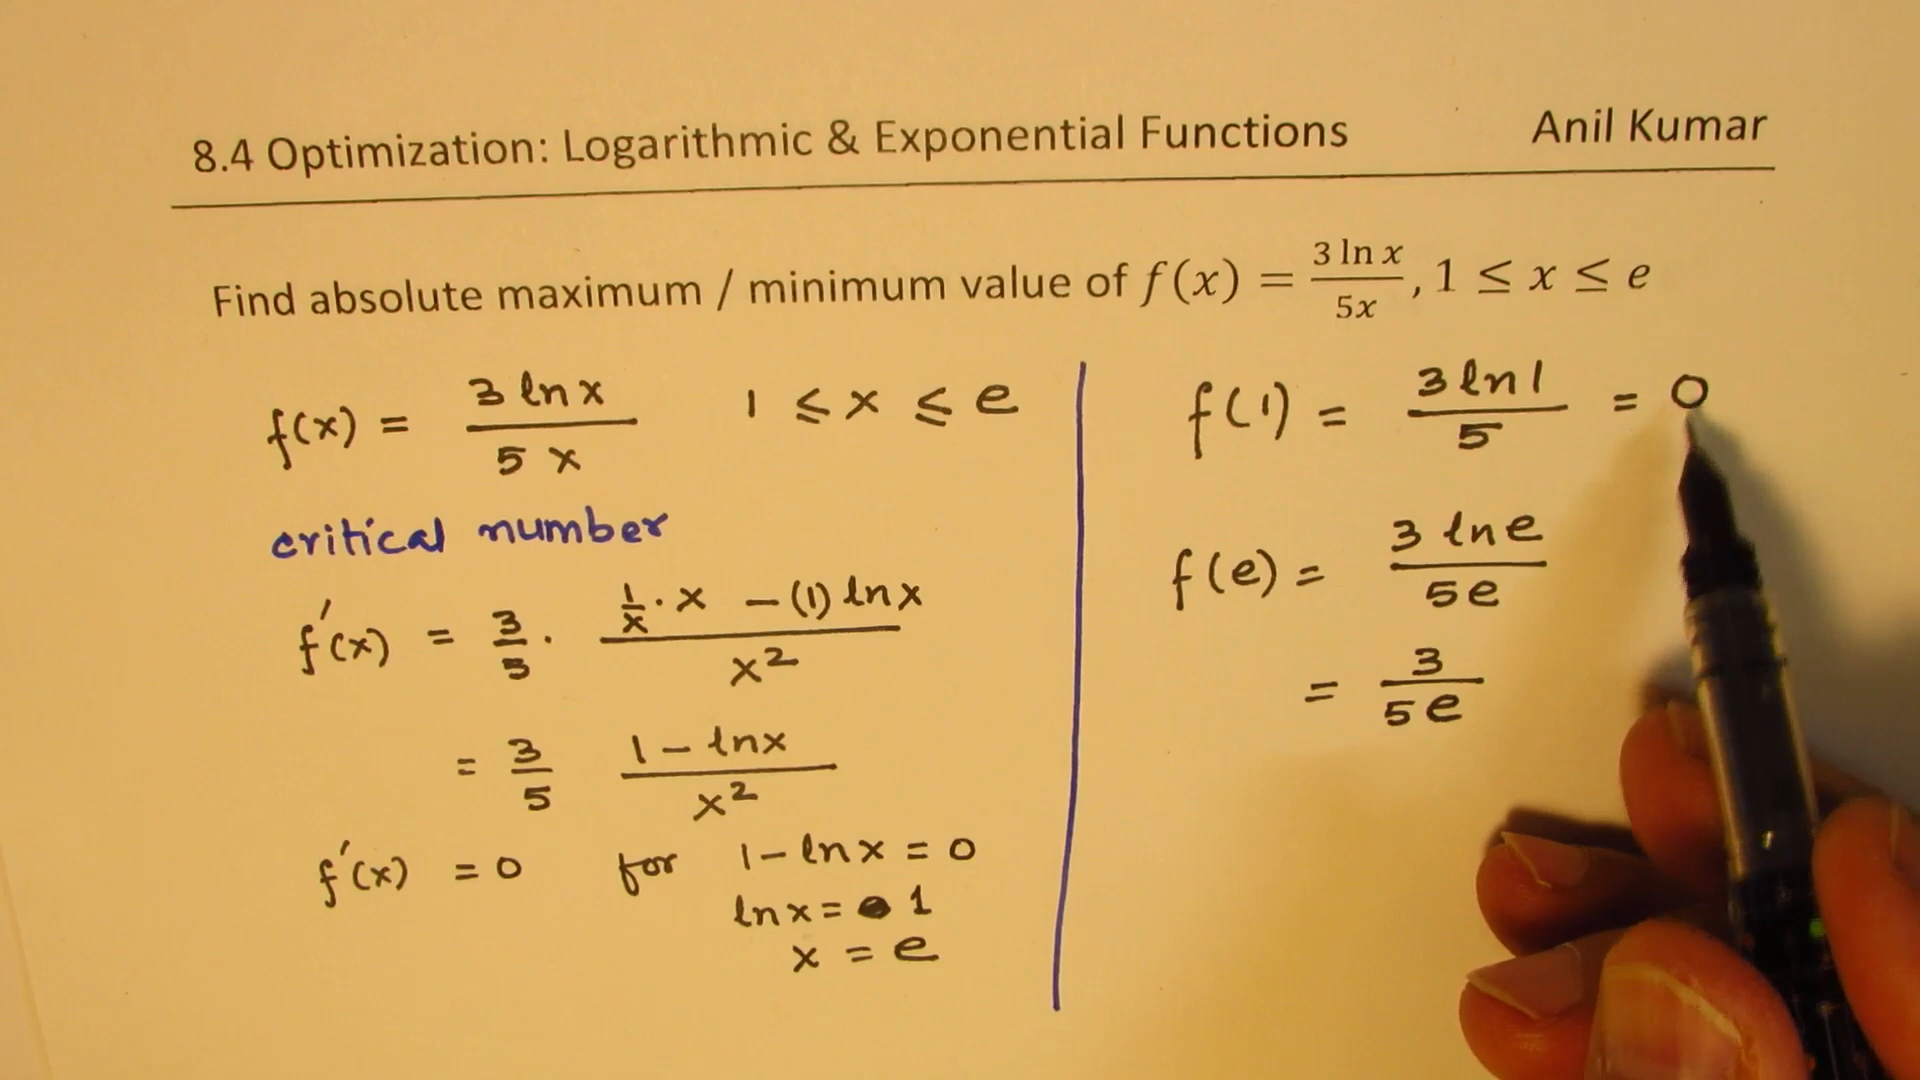 8.4 Optimization: Logarithmic & Exponential Functions Anil Kumar
Find absolute maximum / minimum value of f(x) = 3 ln x / 5x , 1 ≤ x ≤ e
f(x) = 3 ln x / 5 x 1 ≤ x ≤ e
critical number
f'(x) = 3/5 · (1/x · x - (1) ln x) / x²
= 3/5 (1 - ln x) / x²
f'(x) = 0 for 1 - ln x = 0
ln x = 1
x = e
f(1) = 3 ln 1 / 5 = 0
f(e) = 3 ln e / 5e
= 3 / 5e